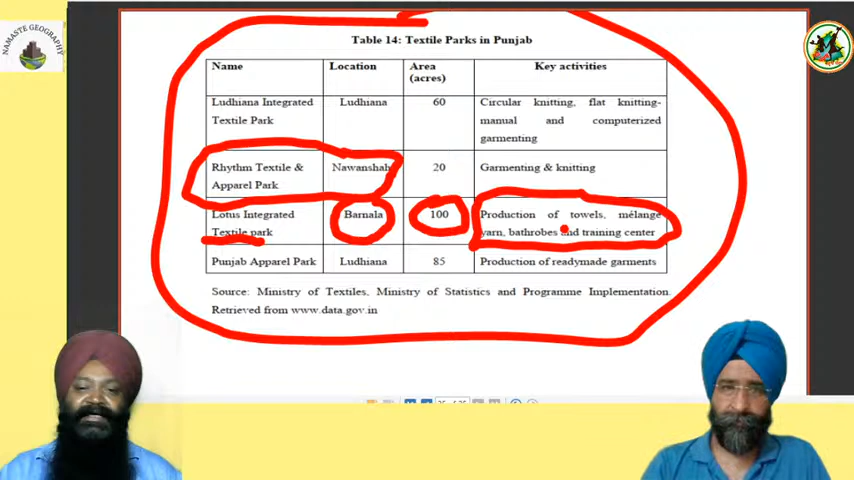 NAMASTE GEOGRAPHY
Table 14: Textile Parks in Punjab
Name Location Area (acres) Key activities
Ludhiana Integrated Textile Park Ludhiana 60 Circular knitting, flat knitting-manual and computerized garmenting
Rhythm Textile & Apparel Park Nawanshah 20 Garmenting & knitting
Lotus Integrated Textile park Barnala 100 Production of towels, mélange yarn, bathrobes and training center
Punjab Apparel Park Ludhiana 85 Production of readymade garments
Source: Ministry of Textiles, Ministry of Statistics and Programme Implementation.
Retrieved from www.data.gov.in